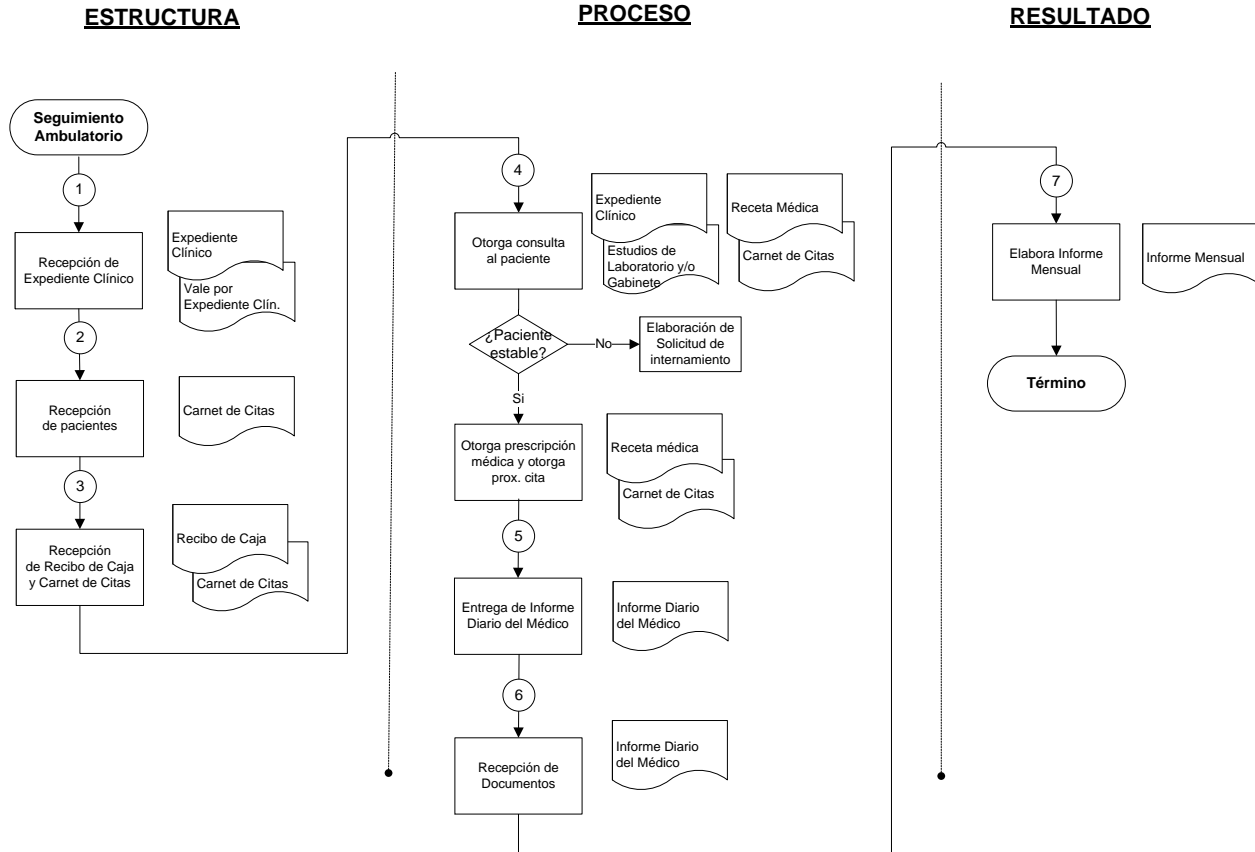 ESTRUCTURA
PROCESO
RESULTADO
Seguimiento
Ambulatorio
1
Recepción de
Expediente Clínico
Expediente
Clínico
Vale por
Expediente Clín.
2
Recepción
de pacientes
Carnet de Citas
3
Recepción
de Recibo de Caja
y Carnet de Citas
Recibo de Caja
Carnet de Citas
4
Otorga consulta
al paciente
Expediente
Clínico
Estudios de
Laboratorio y/o
Gabinete
Receta Médica
Carnet de Citas
¿Paciente
estable?
No
Elaboración de
Solicitud de
internamiento
Si
Otorga prescripción
médica y otorga
prox. cita
Receta médica
Carnet de Citas
5
Entrega de Informe
Diario del Médico
Informe Diario
del Médico
6
Recepción de
Documentos
Informe Diario
del Médico
7
Elabora Informe
Mensual
Informe Mensual
Término